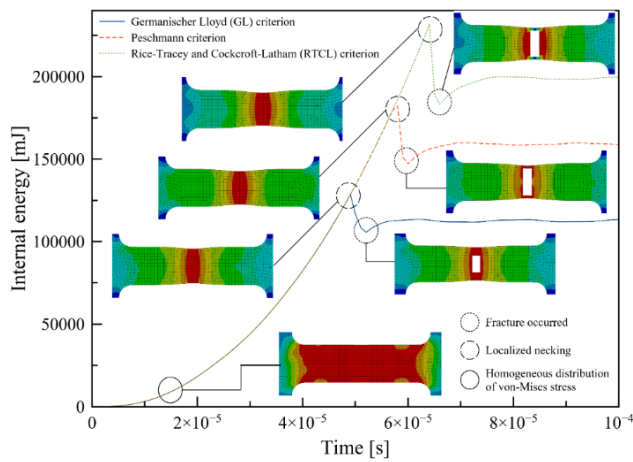 Germanischer Lloyd (GL) criterion
Peschmann criterion
Rice-Tracey and Cockcroft-Latham (RTCL) criterion
Internal energy [mJ]
200000
150000
100000
50000
0
Fracture occurred
Localized necking
Homogeneous distribution
of von-Mises stress
0
2×10⁻⁵
4×10⁻⁵
6×10⁻⁵
8×10⁻⁵
10⁻⁴
Time [s]